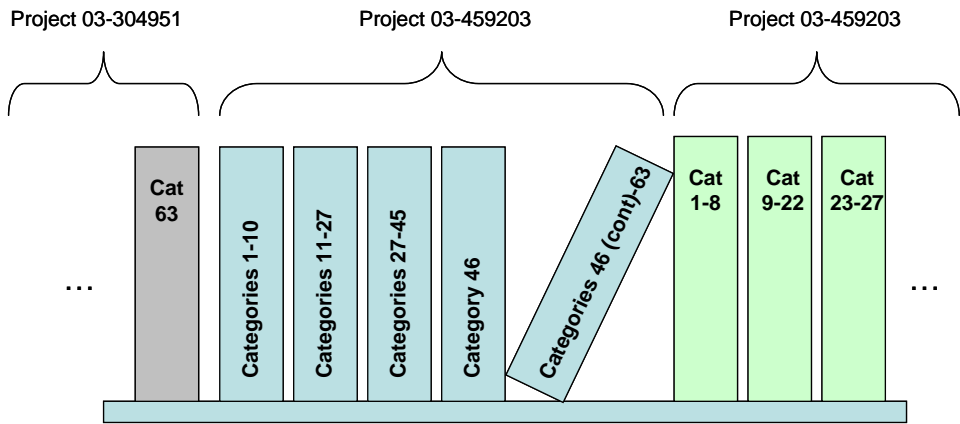 Project 03-304951
Project 03-459203
Project 03-459203
...
Cat
63
Categories 1-10
Categories 11-27
Categories 27-45
Category 46
Categories 46 (cont)-63
Cat
1-8
Cat
9-22
Cat
23-27
...